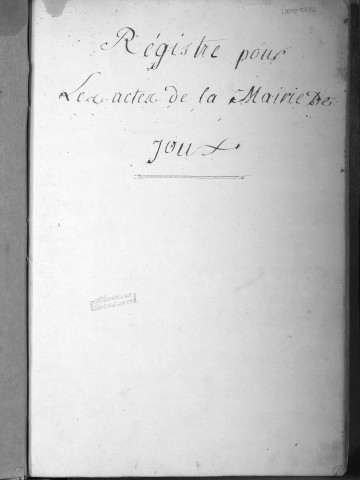 Régistre pour
Les actes de la Mairie De
Joux